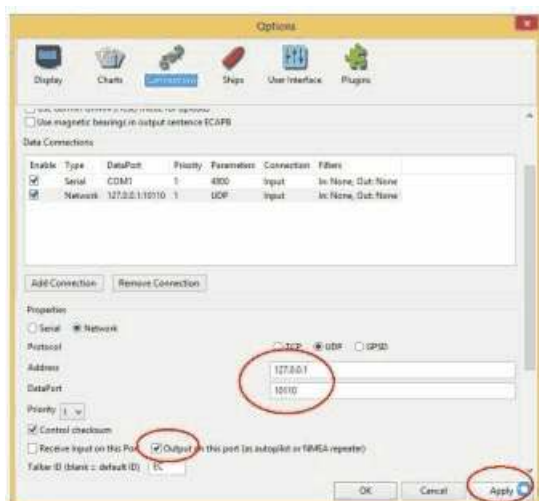 Options
Display Charts Connections Ships User Interface Plugins
Use magnetic bearings in output sentence ECAPB
Data Connections
Enable Type DataPort Priority Parameters Connection Filters
Serial COM1 1 4800 Input In: None, Out: None
Network 127.0.0.1:10110 1 UDP Input In: None, Out: None
Add Connection Remove Connection
Properties
Serial Network
Protocol TCP UDP GPSD
Address 127.0.0.1
DataPort 10110
Priority 1
Control checksum
Receive Input on this Port Output on this port (as autopilot or NMEA repeater)
Talker ID (blank = default ID) EC
OK Cancel Apply